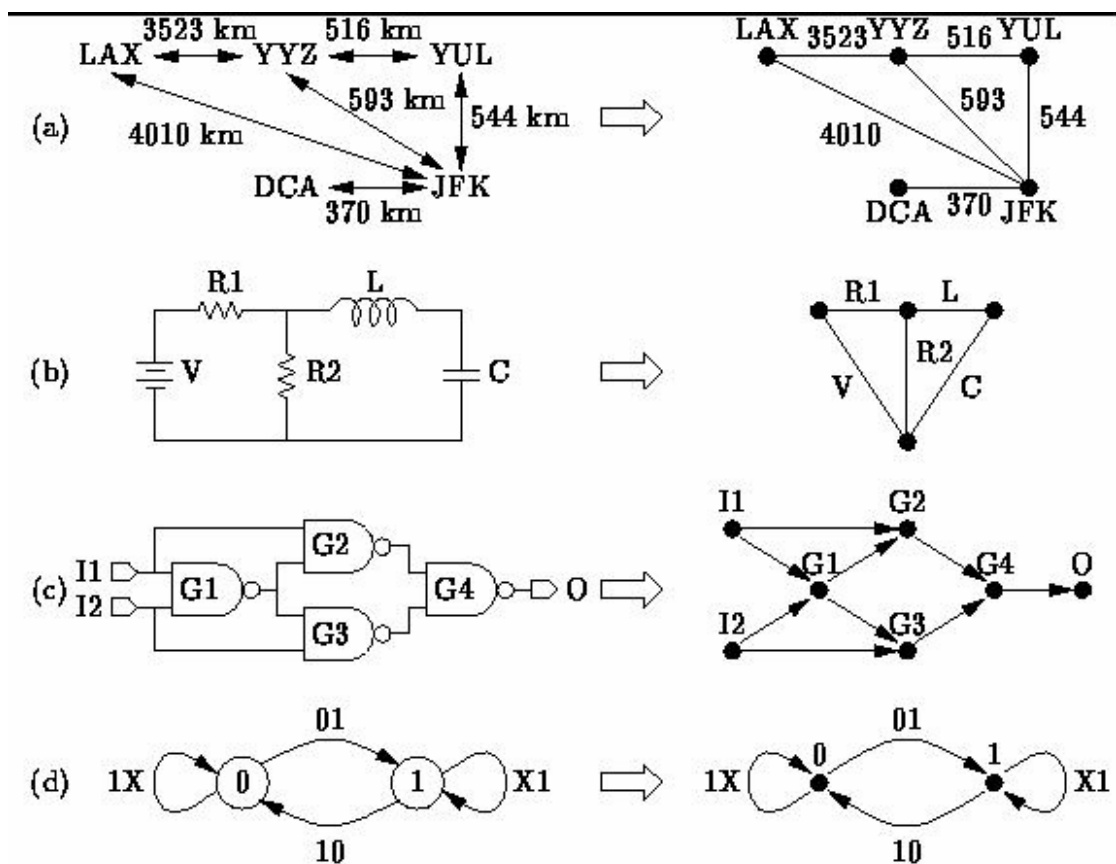 3523 km 516 km
LAX YYZ YUL
593 km
544 km
(a) 4010 km
DCA JFK
370 km
LAX 3523 YYZ 516 YUL
593
4010 544
DCA 370 JFK
R1 L
(b) V R2 C
R1 L
R2
V C
I1 G2
(c) I2 G1 G4 O
G3
I1 G2
G1 G4 O
I2 G3
01
(d) 1X 0 1 X1
10
01
0 1
1X X1
10